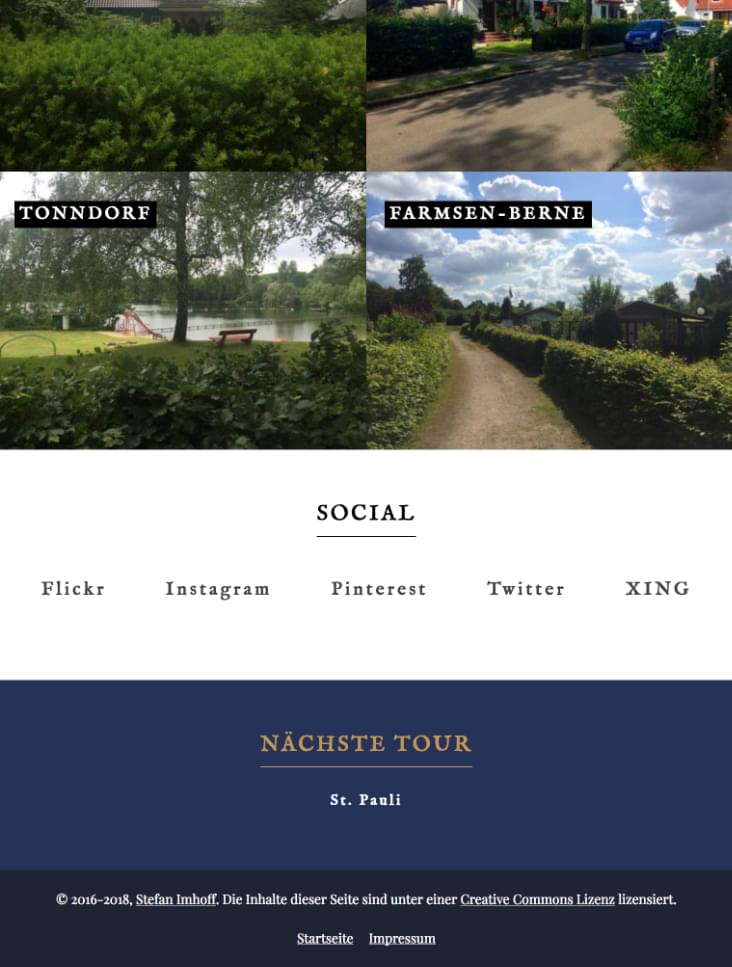 TONNDORF
FARMSEN-BERNE
SOCIAL
Flickr Instagram Pinterest Twitter XING
NÄCHSTE TOUR
St. Pauli
© 2016-2018, Stefan Imhoff. Die Inhalte dieser Seite sind unter einer Creative Commons Lizenz lizensiert.
Startseite Impressum